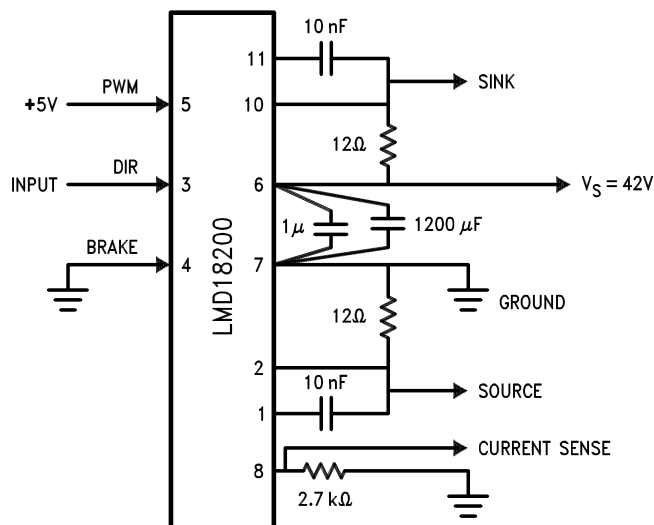 10 nF
11
SINK
PWM
+5V
5
10
12Ω
DIR
INPUT
3
6
V_S = 42V
1μ
1200 μF
BRAKE
4
7
LMD18200
GROUND
12Ω
2
10 nF
SOURCE
1
CURRENT SENSE
8
2.7 kΩ